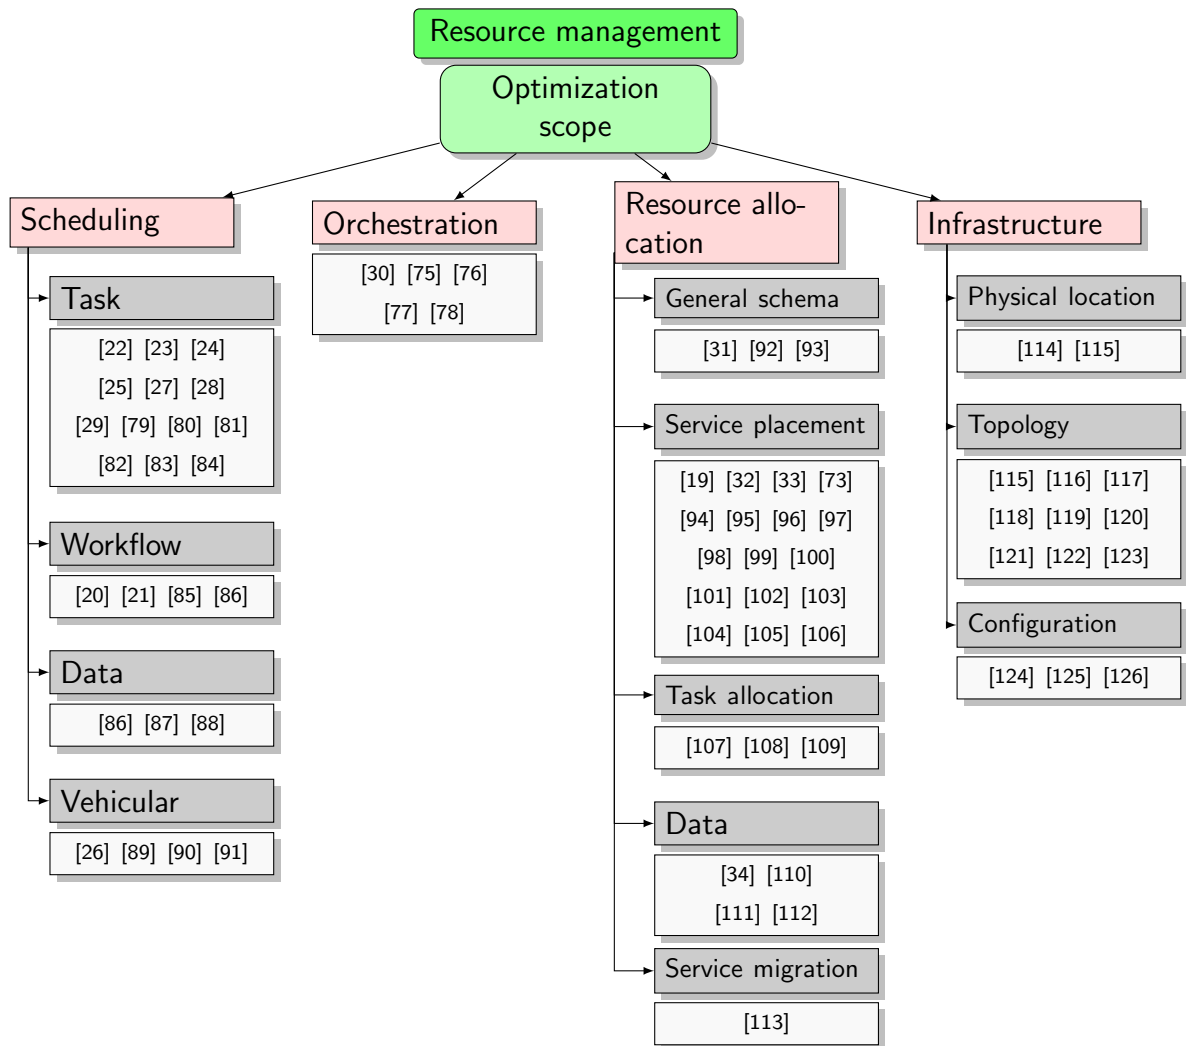 Resource management
Optimization
scope
Scheduling
Task
[22] [23] [24]
[25] [27] [28]
[29] [79] [80] [81]
[82] [83] [84]
Workflow
[20] [21] [85] [86]
Data
[86] [87] [88]
Vehicular
[26] [89] [90] [91]
Orchestration
[30] [75] [76]
[77] [78]
Resource allo-
cation
General schema
[31] [92] [93]
Service placement
[19] [32] [33] [73]
[94] [95] [96] [97]
[98] [99] [100]
[101] [102] [103]
[104] [105] [106]
Task allocation
[107] [108] [109]
Data
[34] [110]
[111] [112]
Service migration
[113]
Infrastructure
Physical location
[114] [115]
Topology
[115] [116] [117]
[118] [119] [120]
[121] [122] [123]
Configuration
[124] [125] [126]